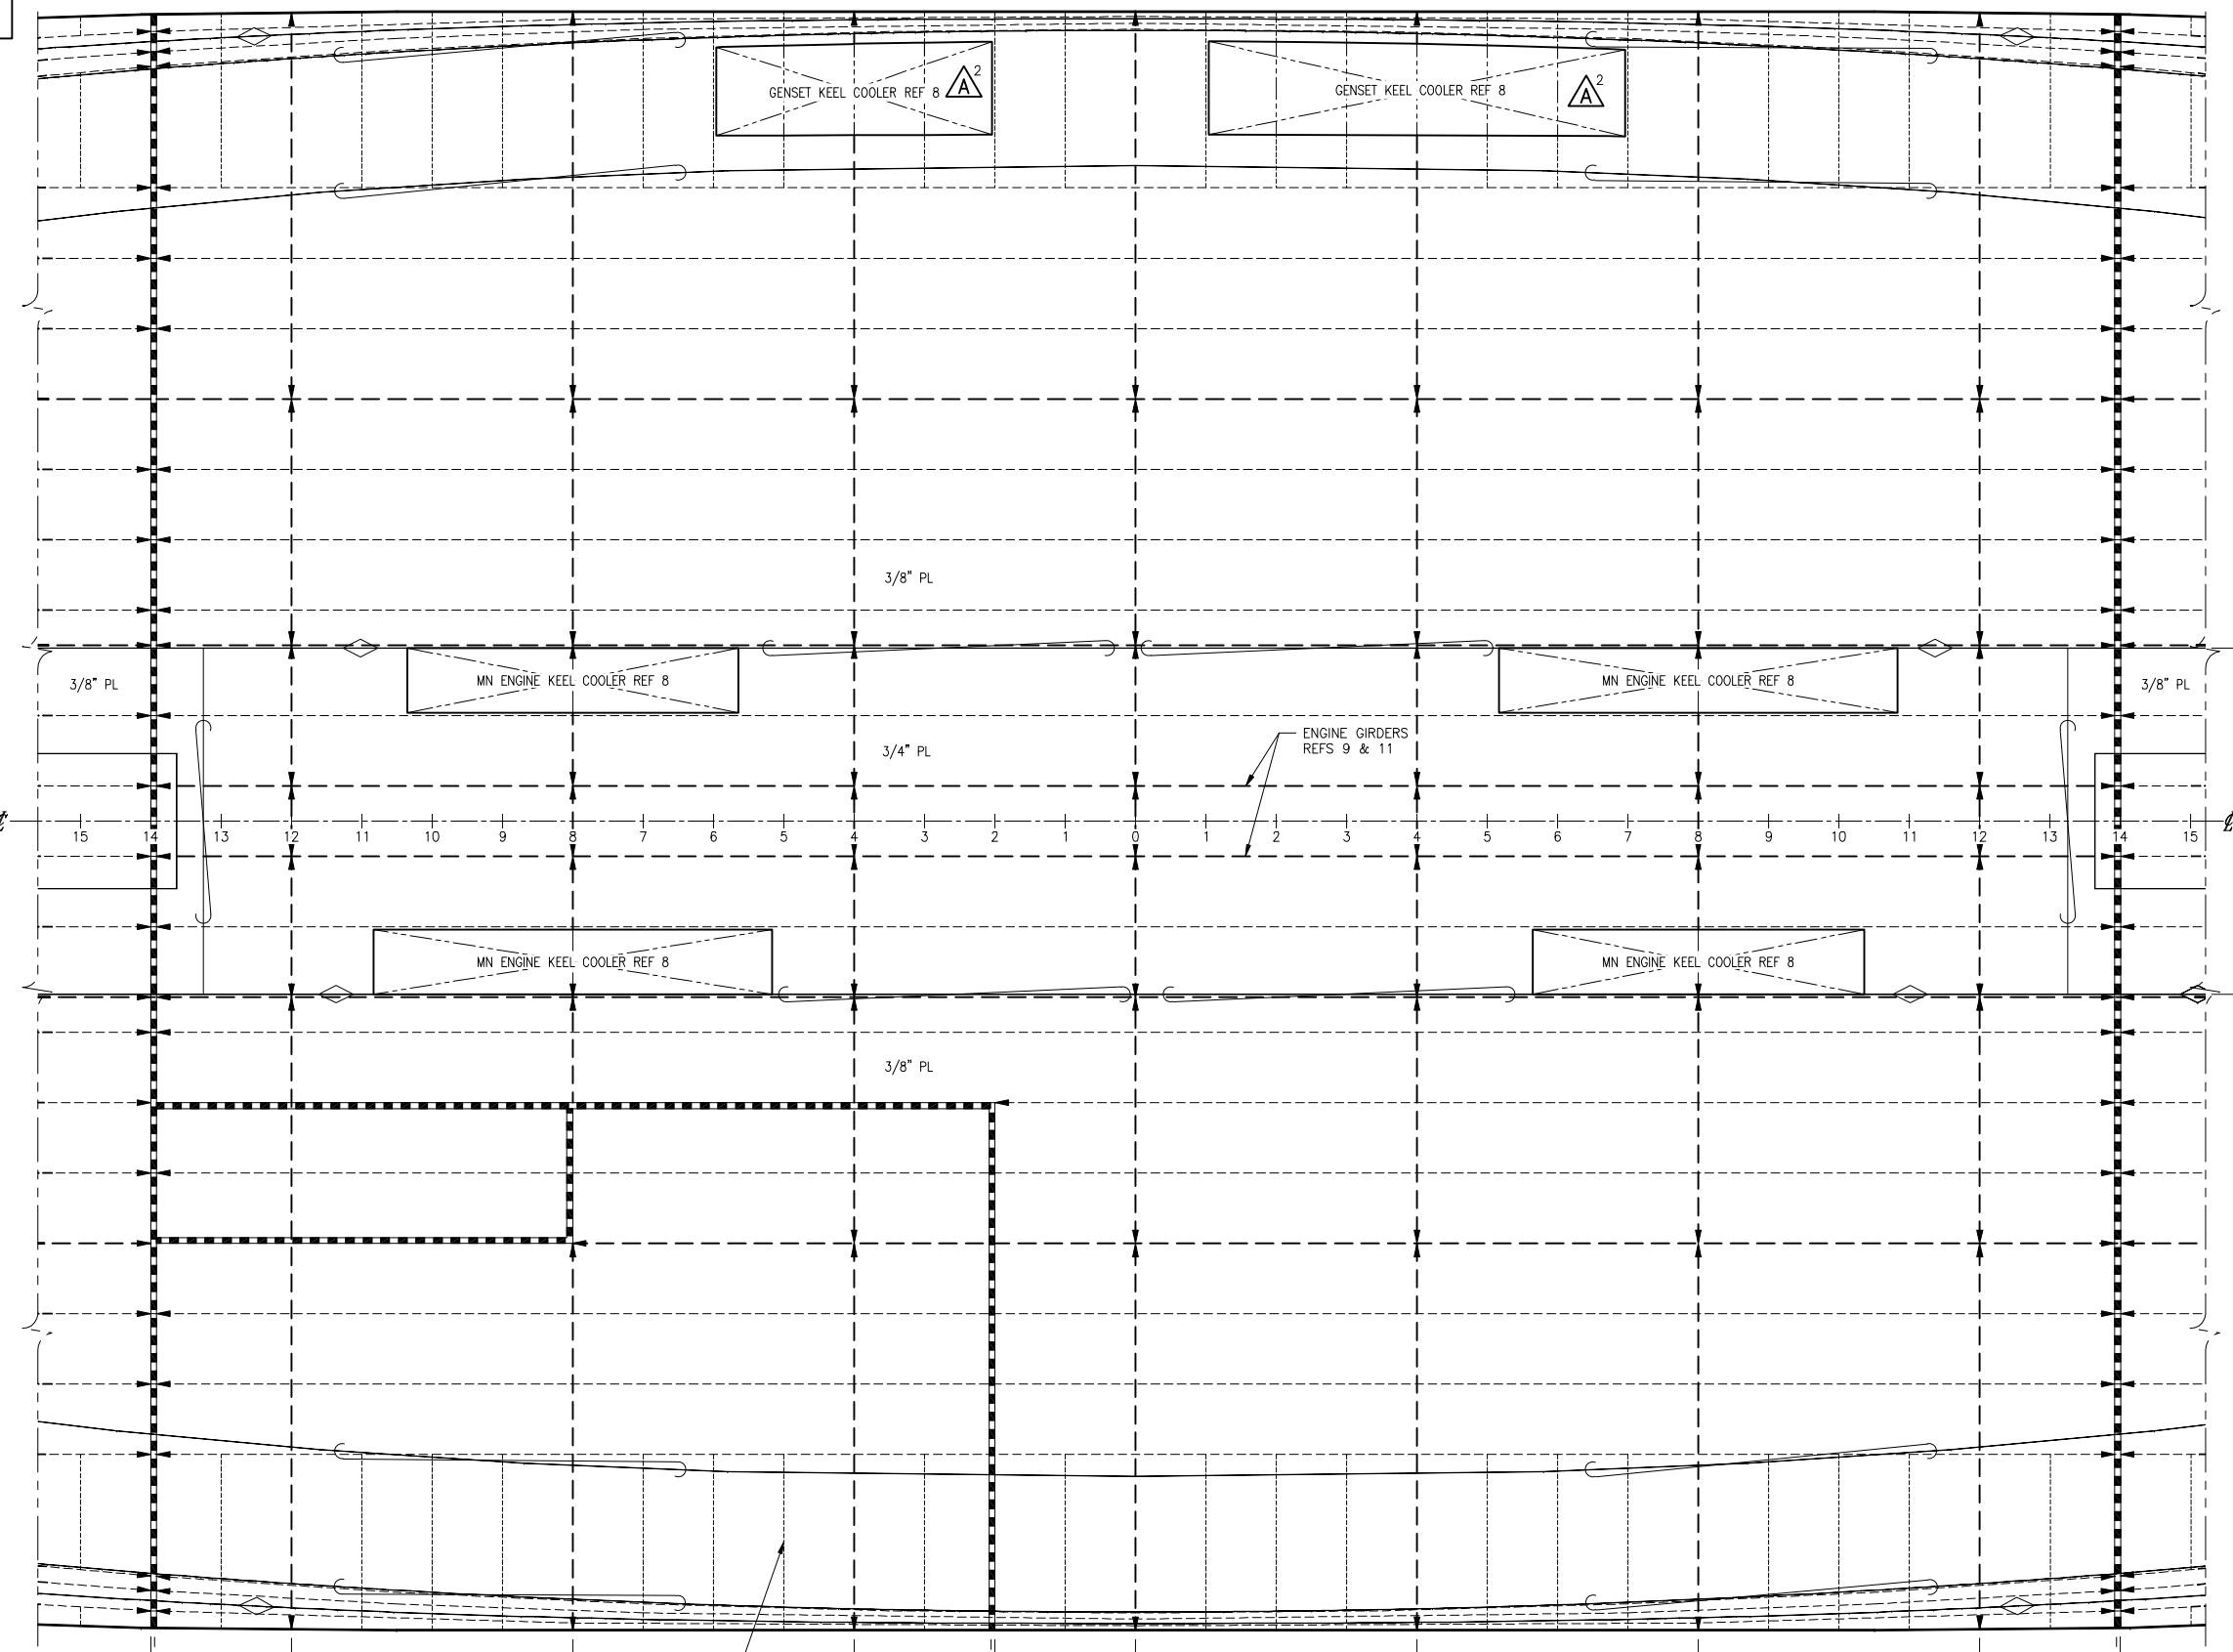 GENSET KEEL COOLER REF 8
A 2
GENSET KEEL COOLER REF 8
A 2
3/8" PL
3/8" PL
MN ENGINE KEEL COOLER REF 8
MN ENGINE KEEL COOLER REF 8
3/8" PL
3/4" PL
ENGINE GIRDERS
REFS 9 & 11
15 14 13 12 11 10 9 8 7 6 5 4 3 2 1 0 1 2 3 4 5 6 7 8 9 10 11 12 13 14 15
MN ENGINE KEEL COOLER REF 8
MN ENGINE KEEL COOLER REF 8
3/8" PL